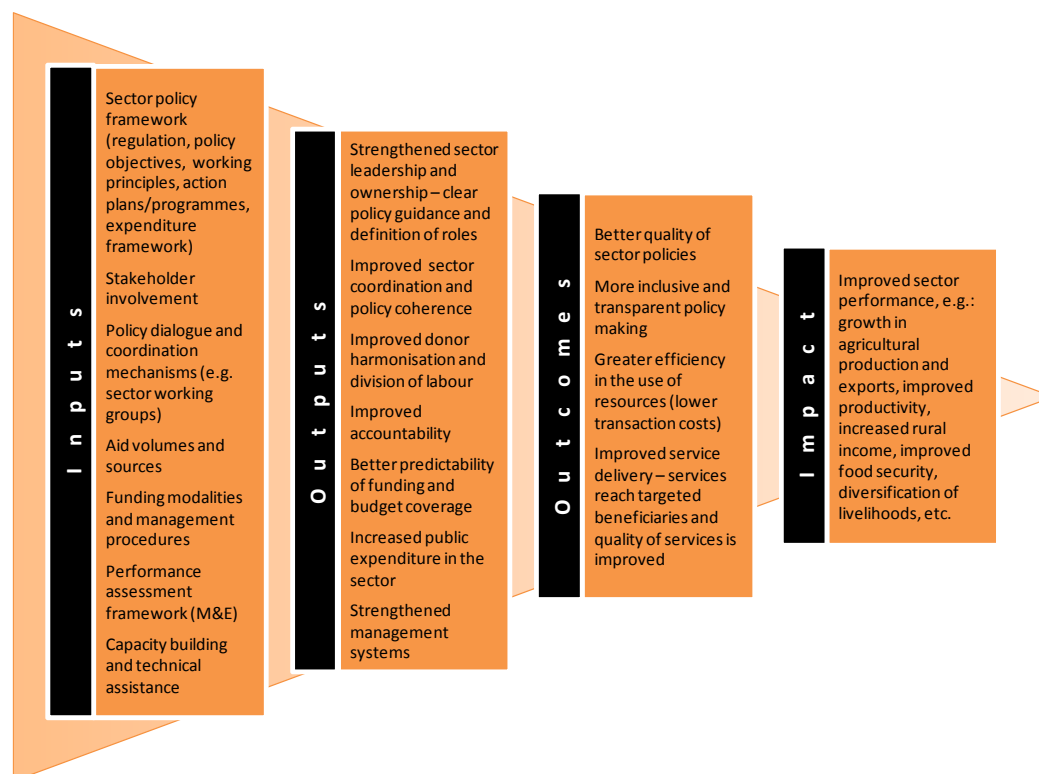 Inputs
Sector policy
framework
(regulation, policy
objectives, working
principles, action
plans/programmes,
expenditure
framework)
Stakeholder
involvement
Policy dialogue and
coordination
mechanisms (e.g.
sector working
groups)
Aid volumes and
sources
Funding modalities
and management
procedures
Performance
assessment
framework (M&E)
Capacity building
and technical
assistance
Outputs
Strengthened sector
leadership and
ownership – clear
policy guidance and
definition of roles
Improved sector
coordination and
policy coherence
Improved donor
harmonisation and
division of labour
Improved
accountability
Better predictability
of funding and
budget coverage
Increased public
expenditure in the
sector
Strengthened
management
systems
Outcomes
Better quality of
sector policies
More inclusive and
transparent policy
making
Greater efficiency
in the use of
resources (lower
transaction costs)
Improved service
delivery – services
reach targeted
beneficiaries and
quality of services is
improved
Impact
Improved sector
performance, e.g.:
growth in
agricultural
production and
exports, improved
productivity,
increased rural
income, improved
food security,
diversification of
livelihoods, etc.